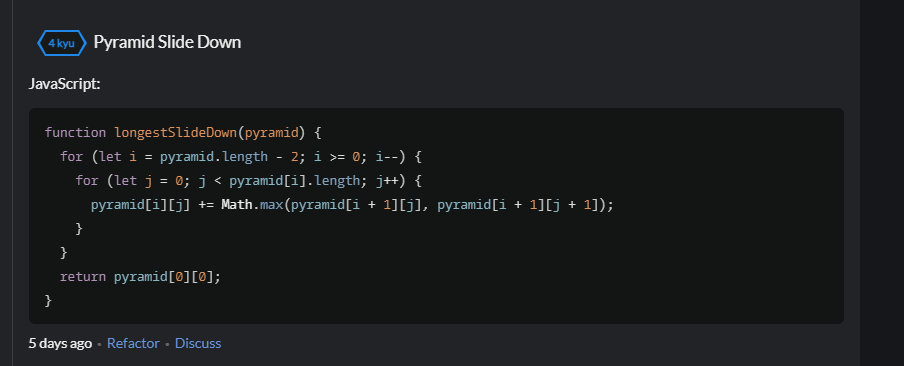 4 kyu Pyramid Slide Down
JavaScript:
function longestSlideDown(pyramid) {
  for (let i = pyramid.length - 2; i >= 0; i--) {
    for (let j = 0; j < pyramid[i].length; j++) {
      pyramid[i][j] += Math.max(pyramid[i + 1][j], pyramid[i + 1][j + 1]);
    }
  }
  return pyramid[0][0];
}
5 days ago • Refactor • Discuss